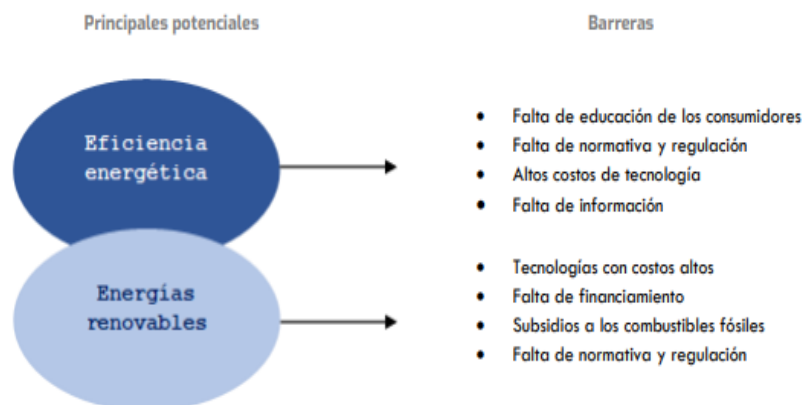 Principales potenciales
Barreras
Eficiencia
energética
• Falta de educación de los consumidores
• Falta de normativa y regulación
• Altos costos de tecnología
• Falta de información
Energías
renovables
• Tecnologías con costos altos
• Falta de financiamiento
• Subsidios a los combustibles fósiles
• Falta de normativa y regulación